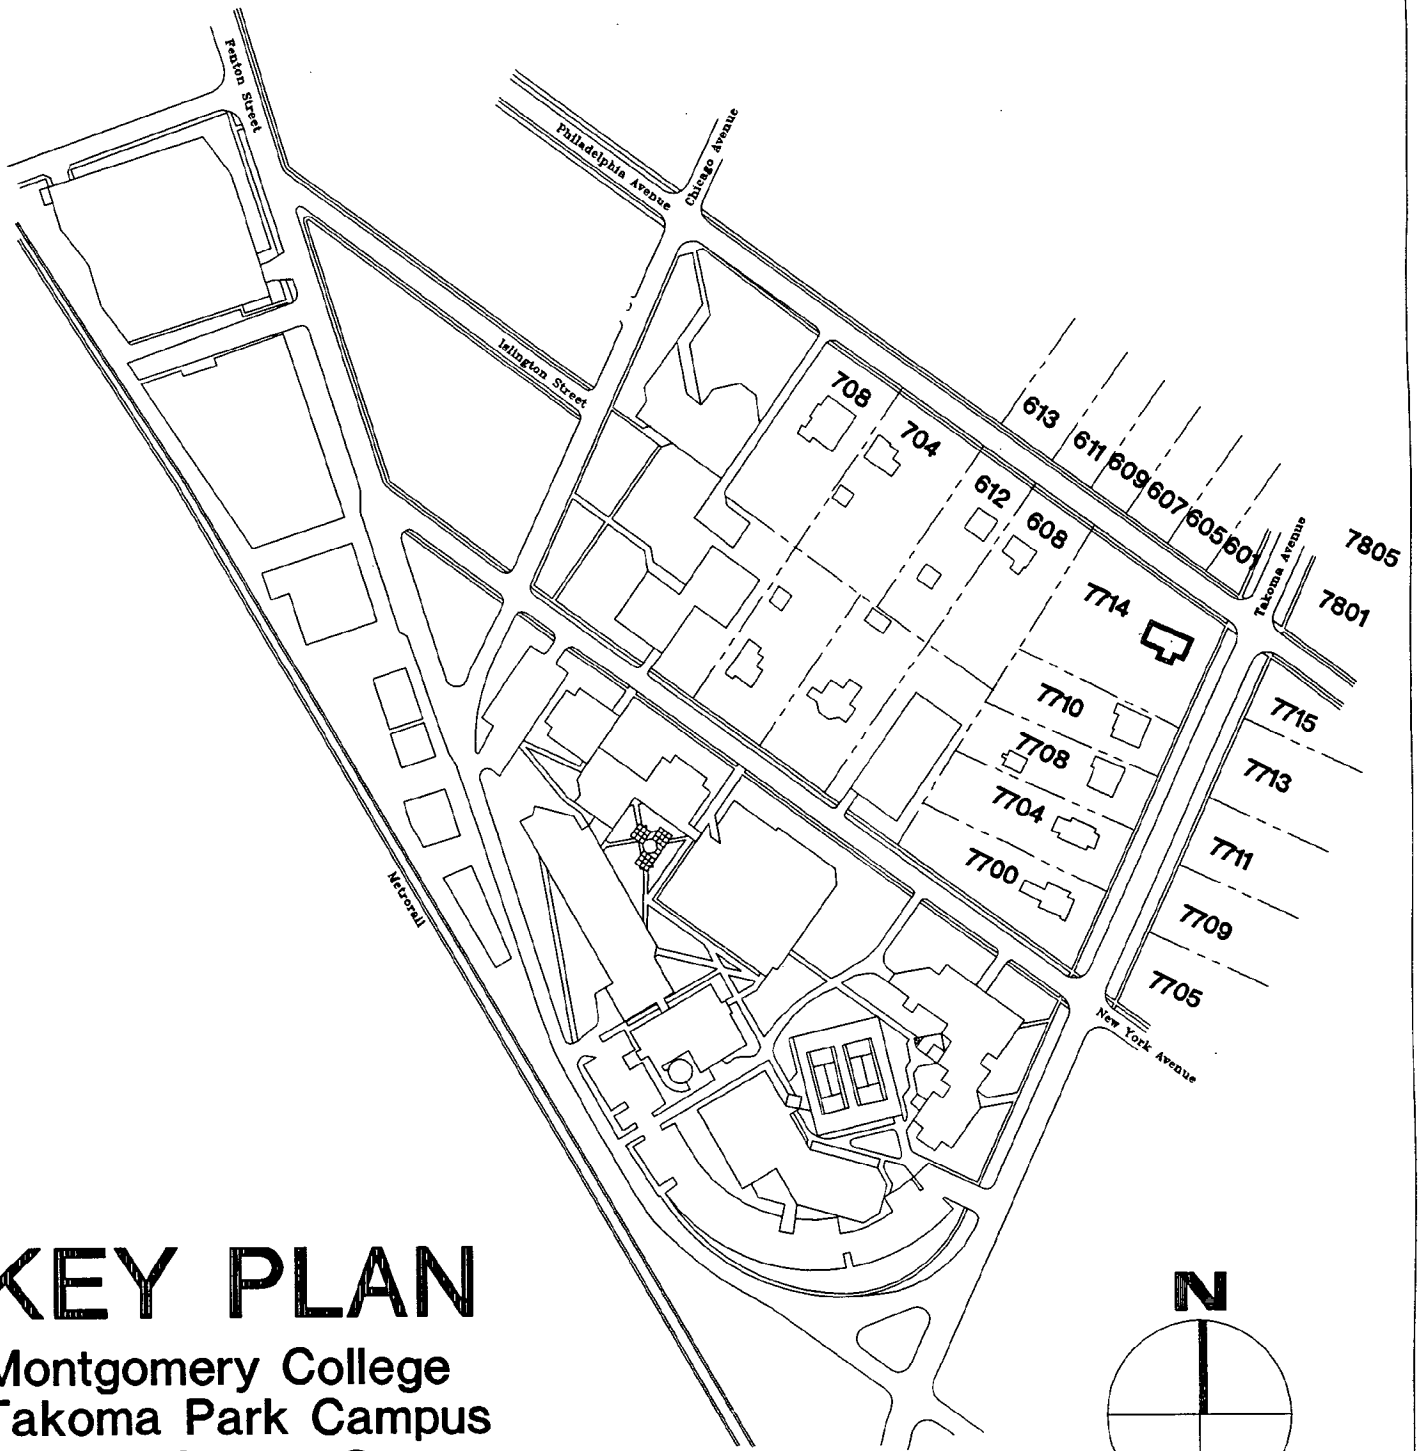 Fenton Street
Philadelphia Avenue
Chicago Avenue
Islington Street
708
704
612
608
613
611
609
607
605
601
Takoma Avenue
7805
7801
7714
7710
7708
7704
7700
7715
7713
7711
7709
7705
New York Avenue
Metrorail
KEY PLAN
Montgomery College
Takoma Park Campus
N